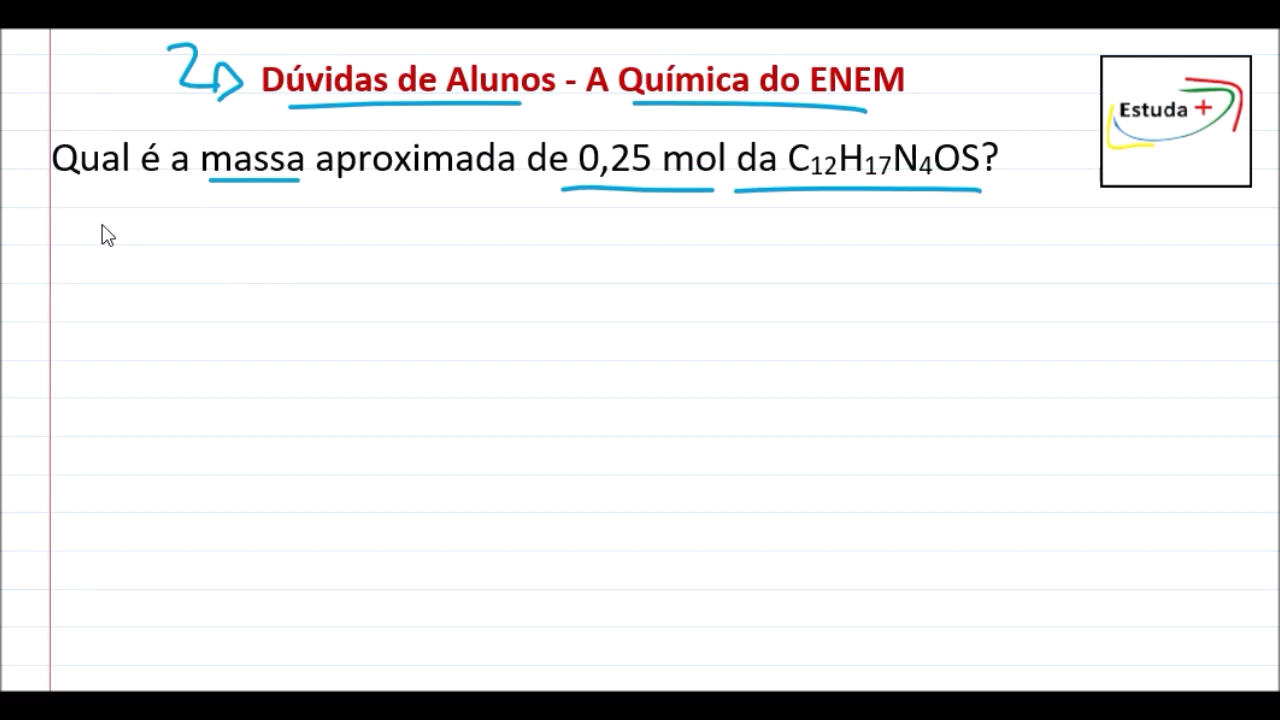 Dúvidas de Alunos - A Química do ENEM
Estuda +
Qual é a massa aproximada de 0,25 mol da C₁₂H₁₇N₄OS?